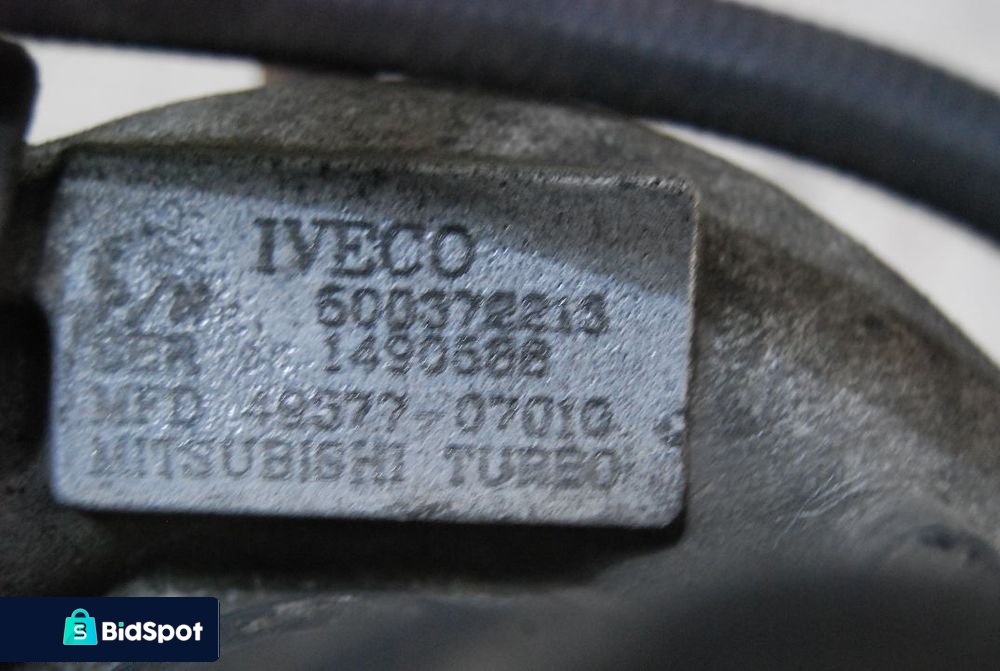 IVECO
P/N 500372213
SER 1490588
MFD 49377-07010
MITSUBISHI TURBO
BidSpot